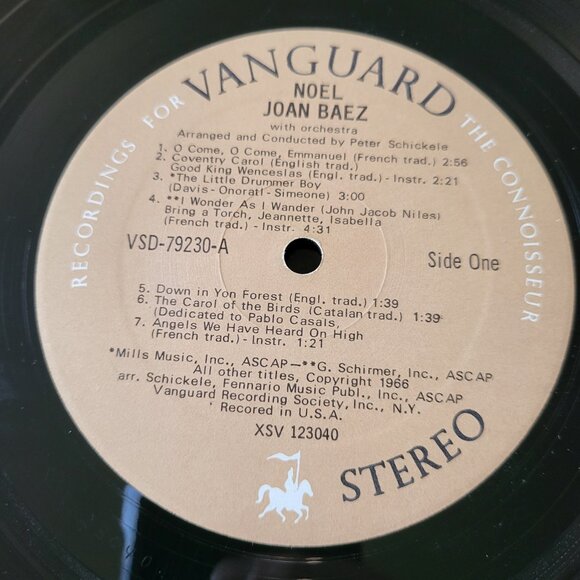 RECORDINGS FOR VANGUARD THE CONNOISSEUR
NOEL
JOAN BAEZ
with orchestra
Arranged and Conducted by Peter Schickele
1. O Come, O Come, Emmanuel (French trad.) 2:56
2. Coventry Carol (English trad.)
Good King Wenceslas (Engl. trad.) - Instr. 2:21
3. *The Little Drummer Boy
(Davis - Onorati - Simeone) 3:00
4. **I Wonder As I Wander (John Jacob Niles)
Bring a Torch, Jeannette, Isabella
(French trad.) - Instr. 4:31
VSD-79230-A
Side One
5. Down in Yon Forest (Engl. trad.) 1:39
6. The Carol of the Birds (Catalan trad.) 1:39
(Dedicated to Pablo Casals,
7. Angels We Have Heard On High
(French trad.) - Instr. 1:21
*Mills Music, Inc., ASCAP—**G. Schirmer, Inc., ASCAP
All other titles, Copyright 1966
arr. Schickele, Fennario Music Publ., Inc., ASCAP
Vanguard Recording Society, Inc., N.Y.
Recorded in U.S.A.
XSV 123040
STEREO